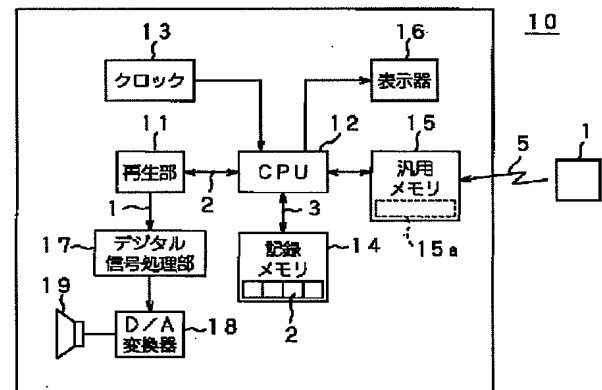 10
13
クロック
16
表示器
11
再生部
2
12
CPU
15
汎用
メモリ
15a
5
1
1
3
17
デジタル
信号処理部
14
記録
メモリ
2
19
D/A
変換器
18